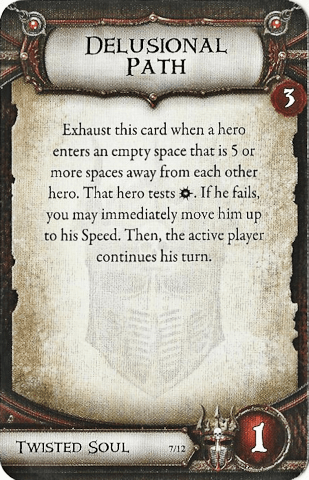 DELUSIONAL
PATH
3
Exhaust this card when a hero
enters an empty space that is 5 or
more spaces away from each other
hero. That hero tests . If he fails,
you may immediately move him up
to his Speed. Then, the active player
continues his turn.
TWISTED SOUL 7/12 1